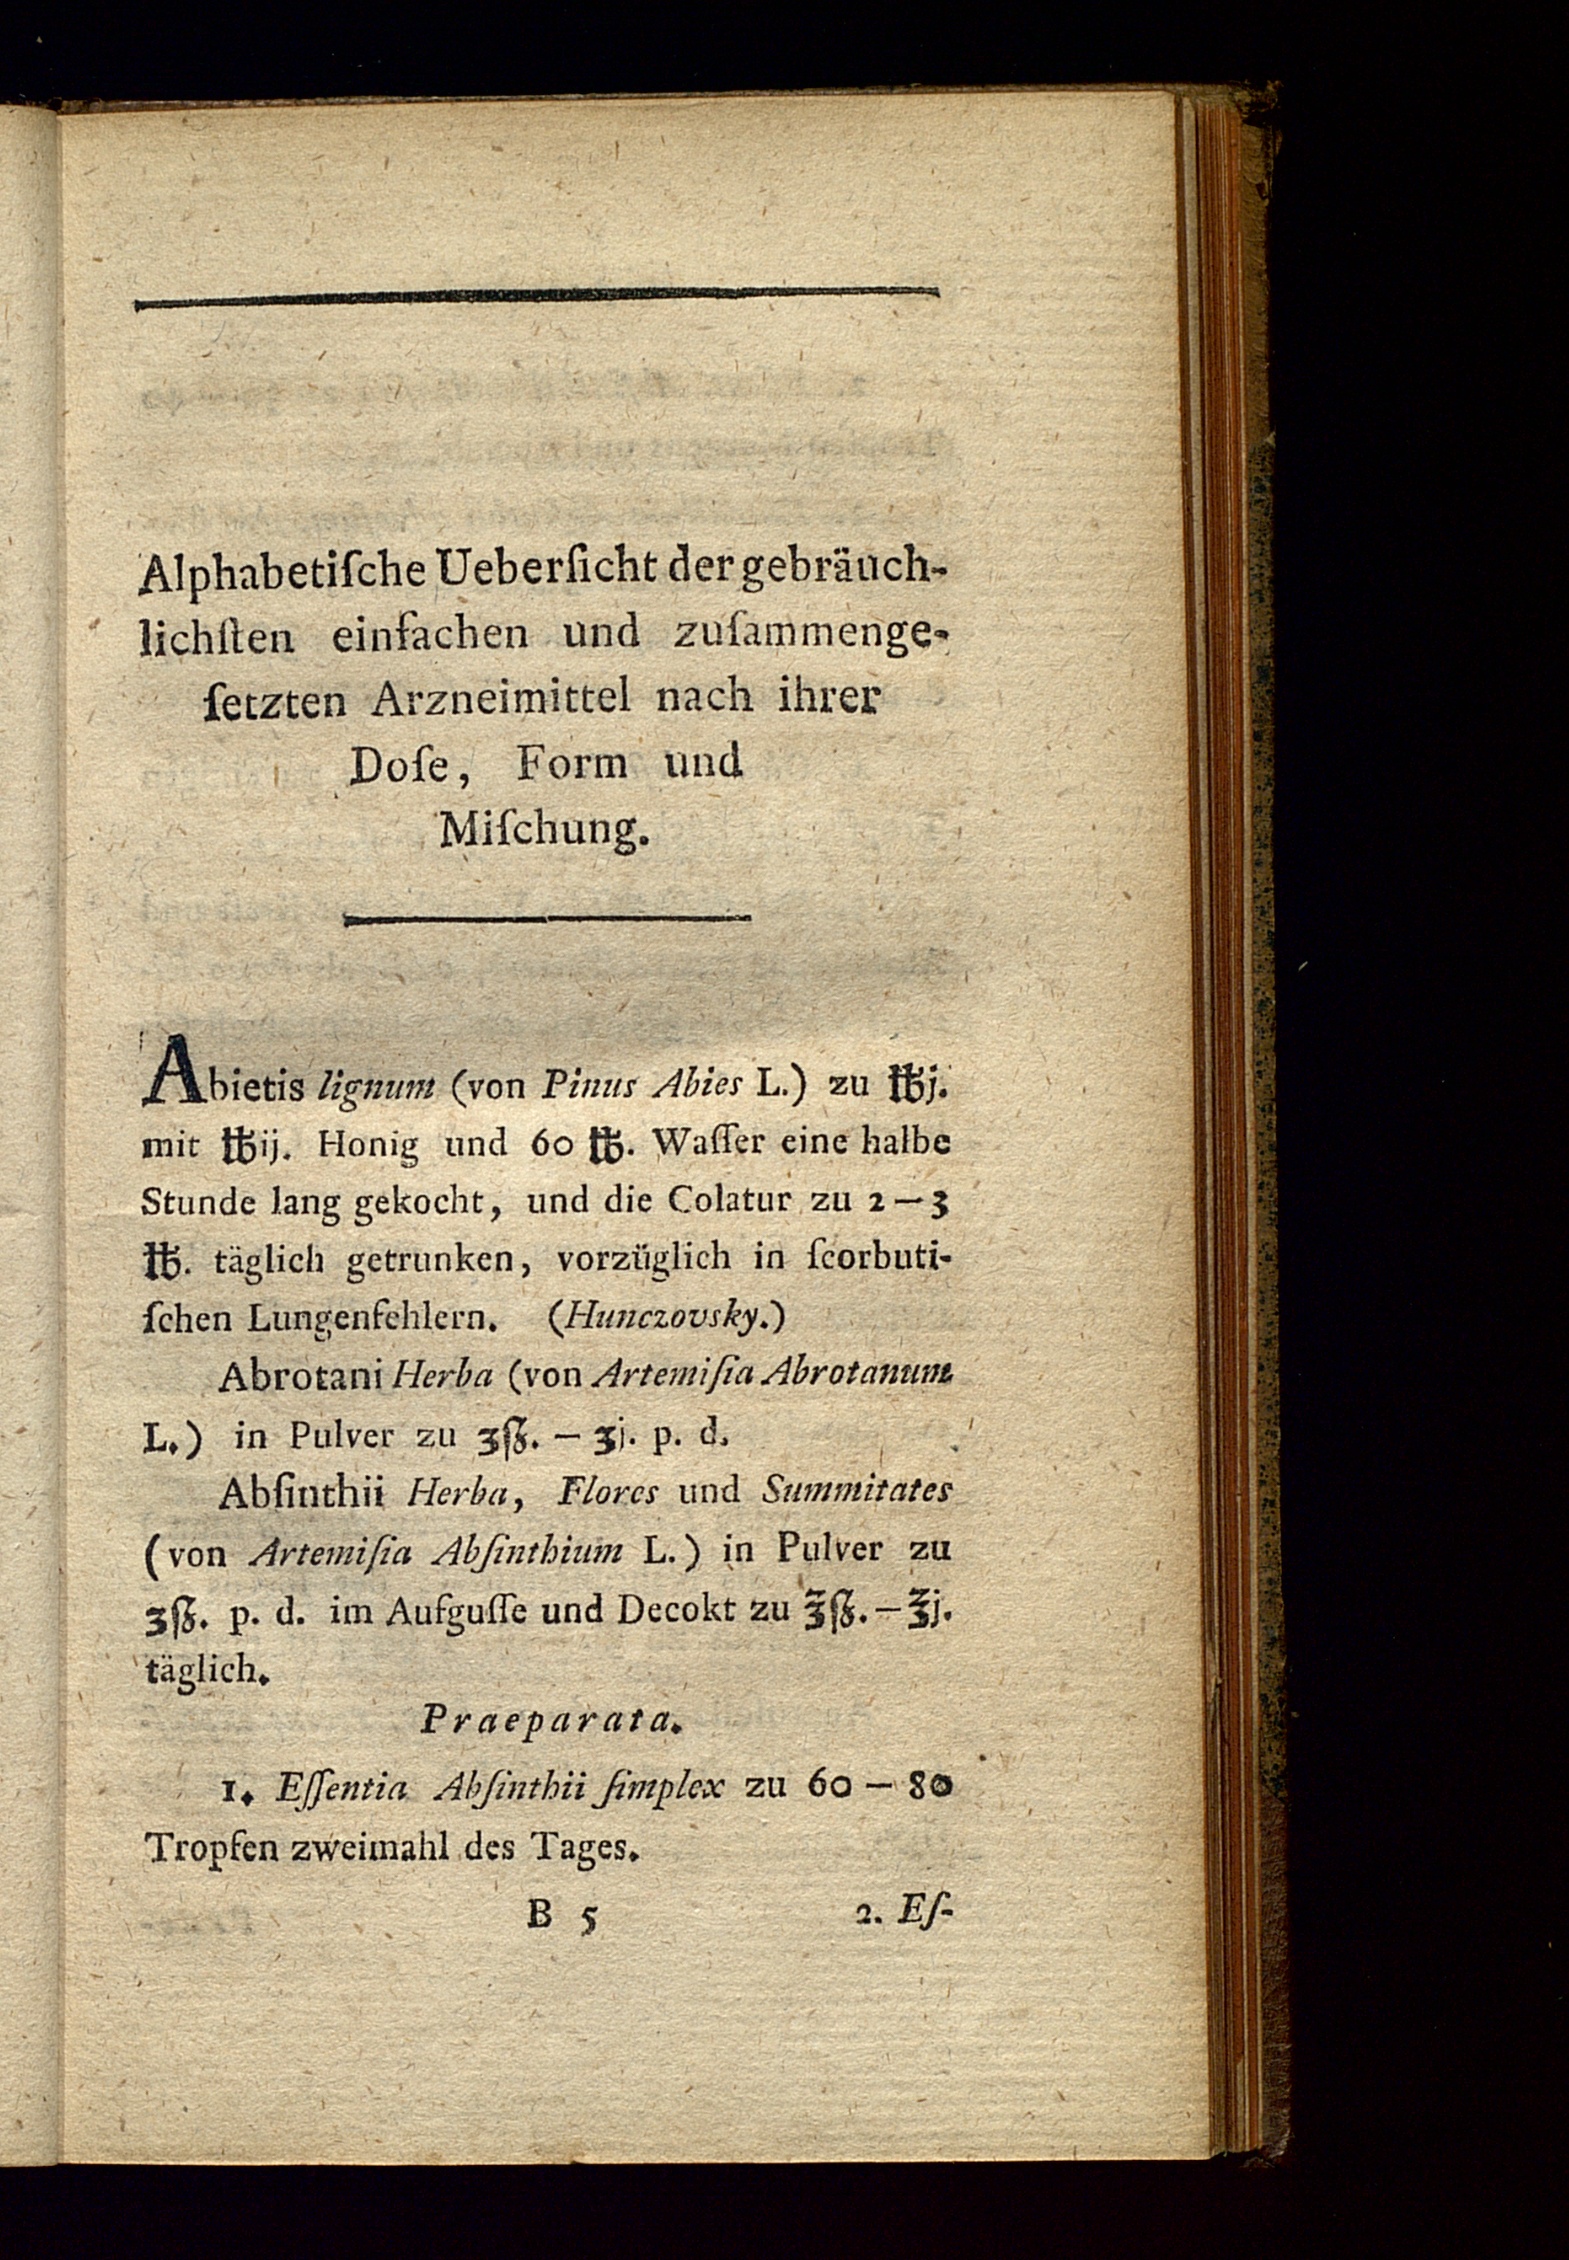 Alphabetiſche Ueberſicht der gebräuch-
lichſten einfachen und zuſammenge-
ſetzten Arzneimittel nach ihrer
Doſe, Form und
Miſchung.
Abietis lignum (von Pinus Abies L.) zu ℔j.
mit ℔ij. Honig und 60 ℔. Waſſer eine halbe
Stunde lang gekocht, und die Colatur zu 2 — 3
℔. täglich getrunken, vorzüglich in ſcorbuti-
ſchen Lungenfehlern. (Hunczovsky.)
Abrotani Herba (von Artemiſia Abrotanum
L.) in Pulver zu ʒß. — ʒj. p. d.
Abſinthii Herba, Flores und Summitates
(von Artemiſia Abſinthium L.) in Pulver zu
ʒß. p. d. im Aufguſſe und Decokt zu ℥ß. — ℥j.
täglich.
Praeparata.
1. Eſſentia Abſinthii ſimplex zu 60 — 80
Tropfen zweimahl des Tages.
B 5 2. Eſ-